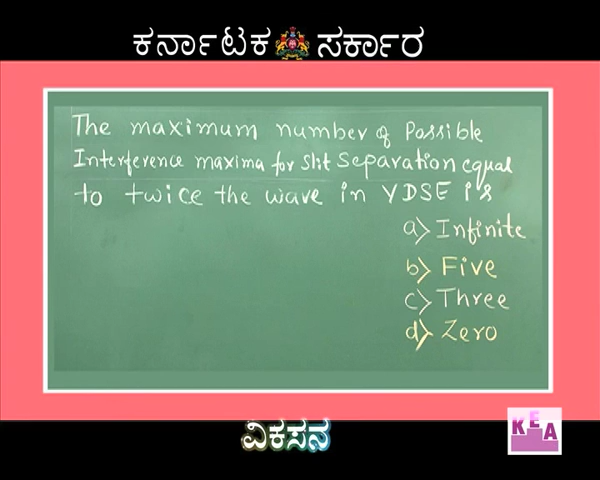 ಕರ್ನಾಟಕ ಸರ್ಕಾರ
The maximum number of Possible
Interference maxima for slit separation equal
to twice the wave in YDSE is
a) Infinite
b) Five
c) Three
d) Zero
ವಿಕಸನ
KEA